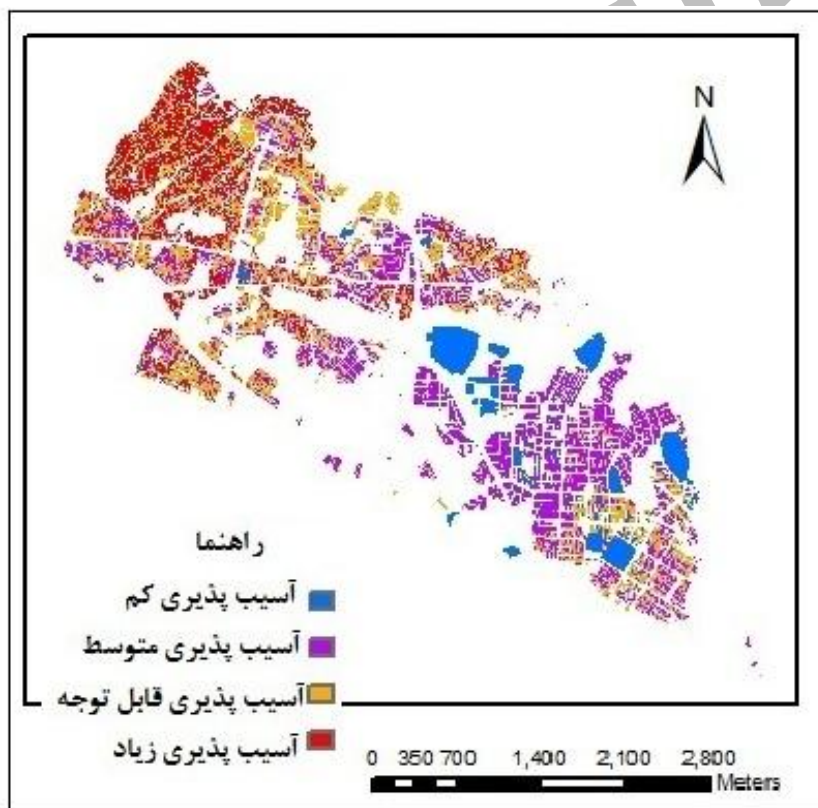 N
راهنما
آسیب پذیری کم
آسیب پذیری متوسط
آسیب پذیری قابل توجه
آسیب پذیری زیاد
0 350 700 1,400 2,100 2,800
Meters